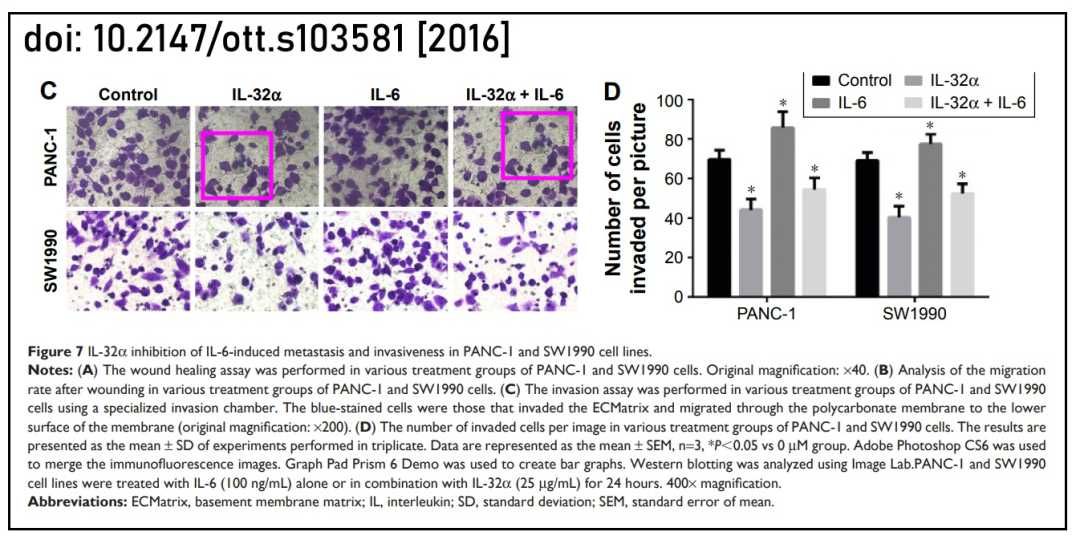 doi: 10.2147/ott.s103581 [2016]
C
Control
IL-32α
IL-6
IL-32α + IL-6
PANC-1
SW1990
D
Control
IL-32α
IL-6
IL-32α + IL-6
Number of cells
invaded per picture
100
80
60
40
20
0
*
*
*
*
*
*
PANC-1
SW1990
Figure 7 IL-32α inhibition of IL-6-induced metastasis and invasiveness in PANC-1 and SW1990 cell lines.
Notes: (A) The wound healing assay was performed in various treatment groups of PANC-1 and SW1990 cells. Original magnification: ×40. (B) Analysis of the migration
rate after wounding in various treatment groups of PANC-1 and SW1990 cells. (C) The invasion assay was performed in various treatment groups of PANC-1 and SW1990
cells using a specialized invasion chamber. The blue-stained cells were those that invaded the ECMatrix and migrated through the polycarbonate membrane to the lower
surface of the membrane (original magnification: ×200). (D) The number of invaded cells per image in various treatment groups of PANC-1 and SW1990 cells. The results are
presented as the mean ± SD of experiments performed in triplicate. Data are represented as the mean ± SEM, n=3, *P<0.05 vs 0 μM group. Adobe Photoshop CS6 was used
to merge the immunofluorescence images. Graph Pad Prism 6 Demo was used to create bar graphs. Western blotting was analyzed using Image Lab.PANC-1 and SW1990
cell lines were treated with IL-6 (100 ng/mL) alone or in combination with IL-32α (25 μg/mL) for 24 hours. 400× magnification.
Abbreviations: ECMatrix, basement membrane matrix; IL, interleukin; SD, standard deviation; SEM, standard error of mean.